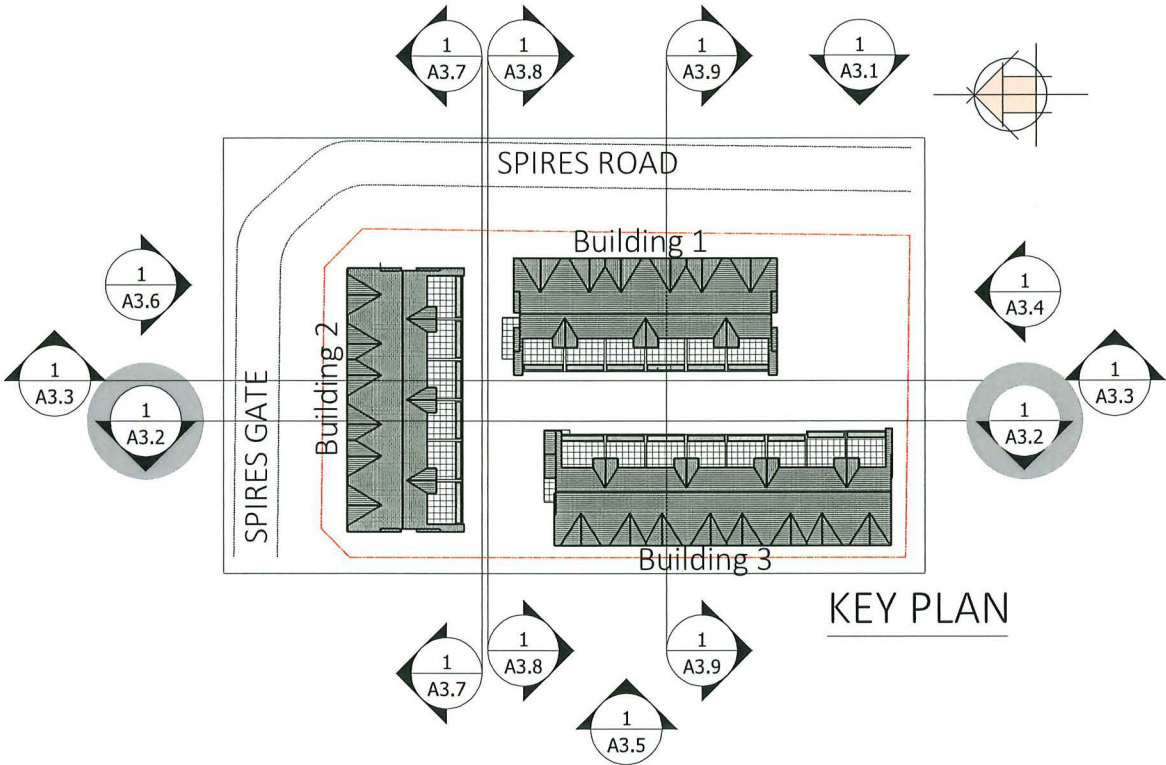 1
A3.7
1
A3.8
1
A3.9
1
A3.1
SPIRES ROAD
Building 1
1
A3.6
1
A3.4
Building 2
SPIRES GATE
1
A3.3
1
A3.3
1
A3.2
1
A3.2
Building 3
KEY PLAN
1
A3.7
1
A3.8
1
A3.9
1
A3.5